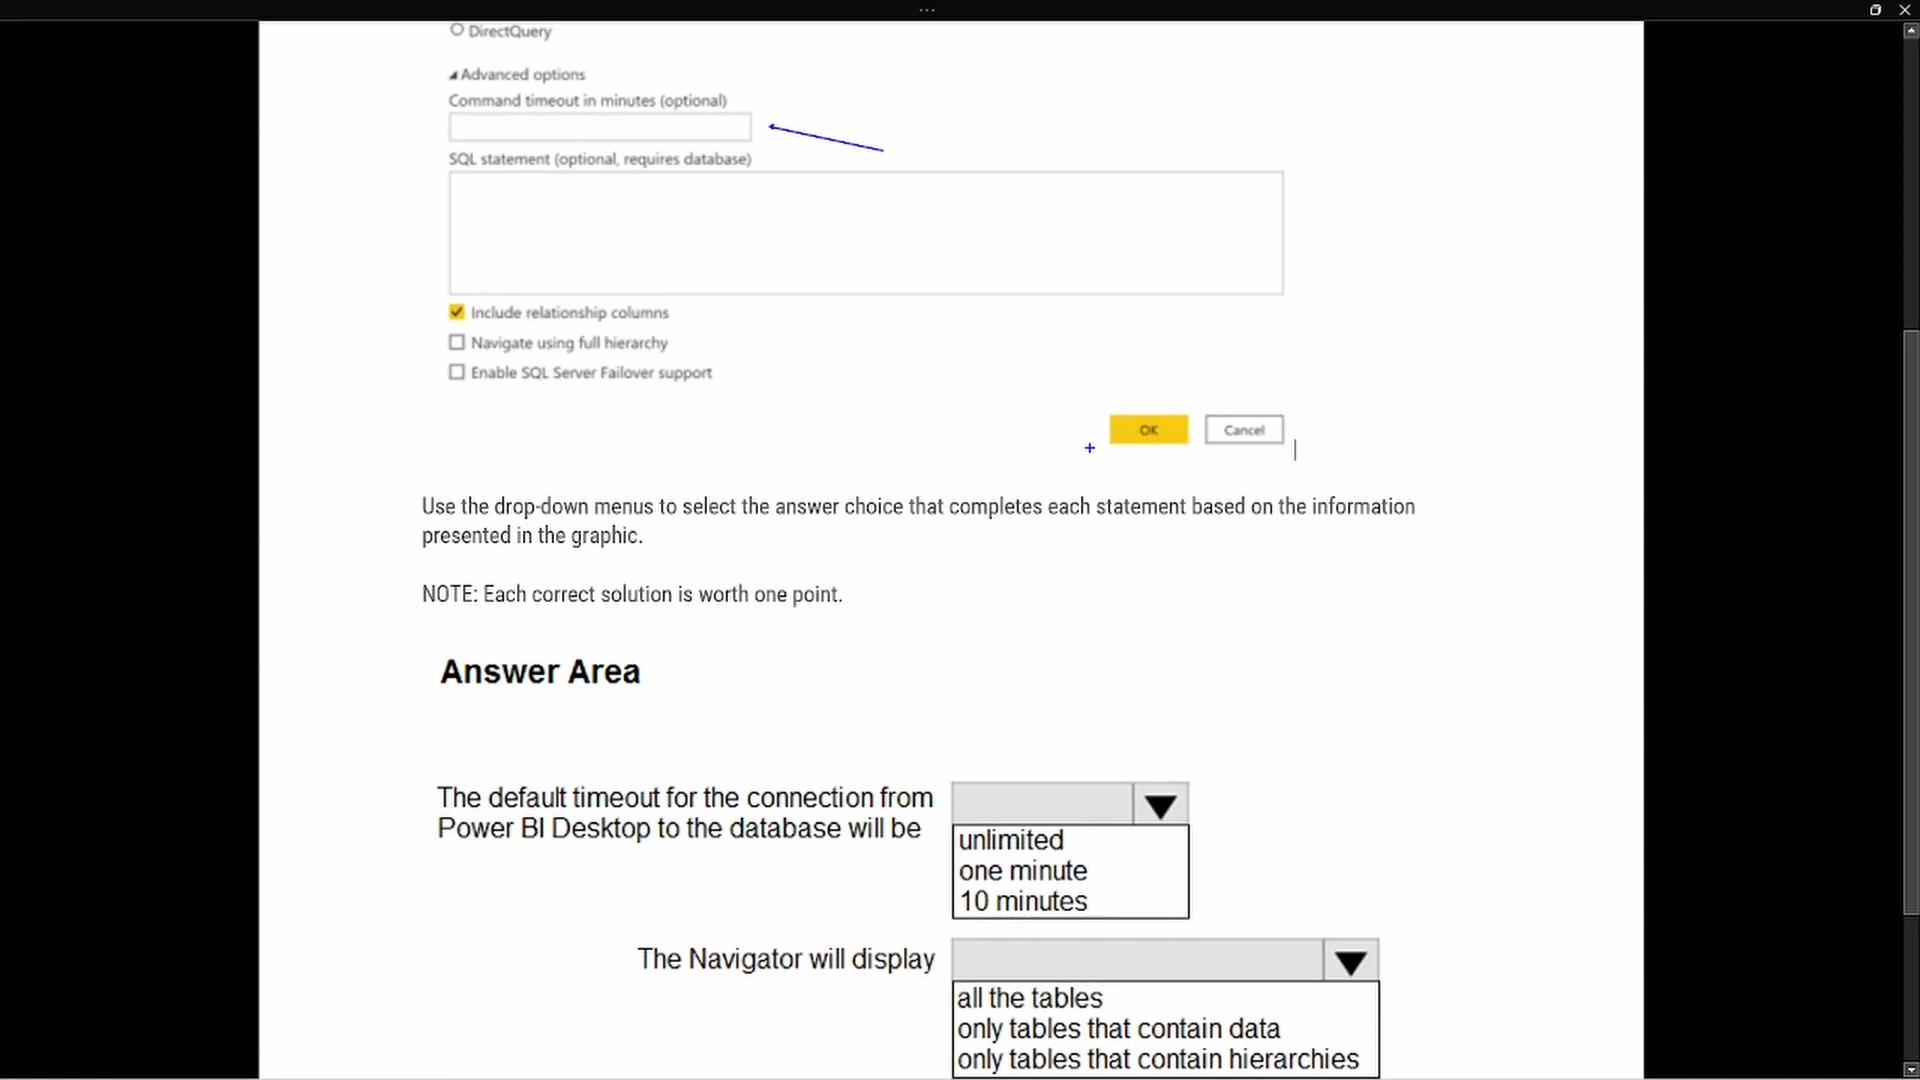 DirectQuery
Advanced options
Command timeout in minutes (optional)
SQL statement (optional, requires database)
Include relationship columns
Navigate using full hierarchy
Enable SQL Server Failover support
OK
Cancel
Use the drop-down menus to select the answer choice that completes each statement based on the information
presented in the graphic.
NOTE: Each correct solution is worth one point.
Answer Area
The default timeout for the connection from
Power BI Desktop to the database will be
unlimited
one minute
10 minutes
The Navigator will display
all the tables
only tables that contain data
only tables that contain hierarchies